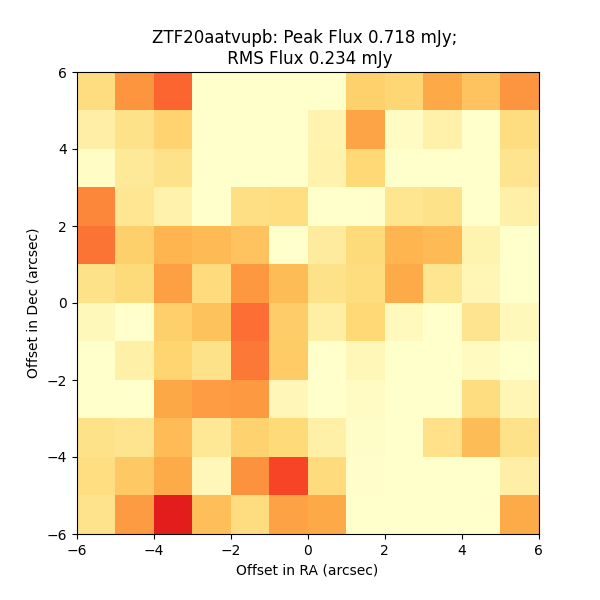 ZTF20aatvupb: Peak Flux 0.718 mJy;
RMS Flux 0.234 mJy
6
4
2
0
−2
−4
−6
Offset in Dec (arcsec)
−6 −4 −2 0 2 4 6
Offset in RA (arcsec)